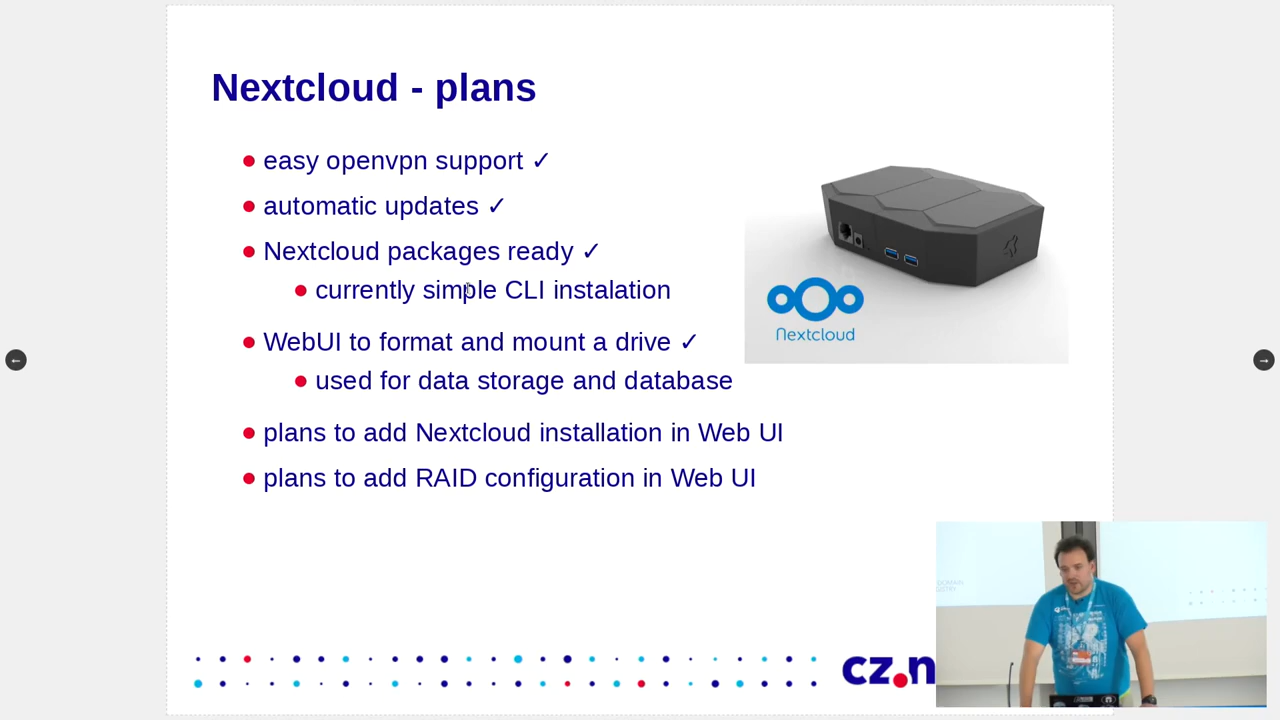 Nextcloud - plans
easy openvpn support ✓
automatic updates ✓
Nextcloud packages ready ✓
currently simple CLI instalation
WebUI to format and mount a drive ✓
used for data storage and database
plans to add Nextcloud installation in Web UI
plans to add RAID configuration in Web UI
Nextcloud
cz.n
DOMAIN